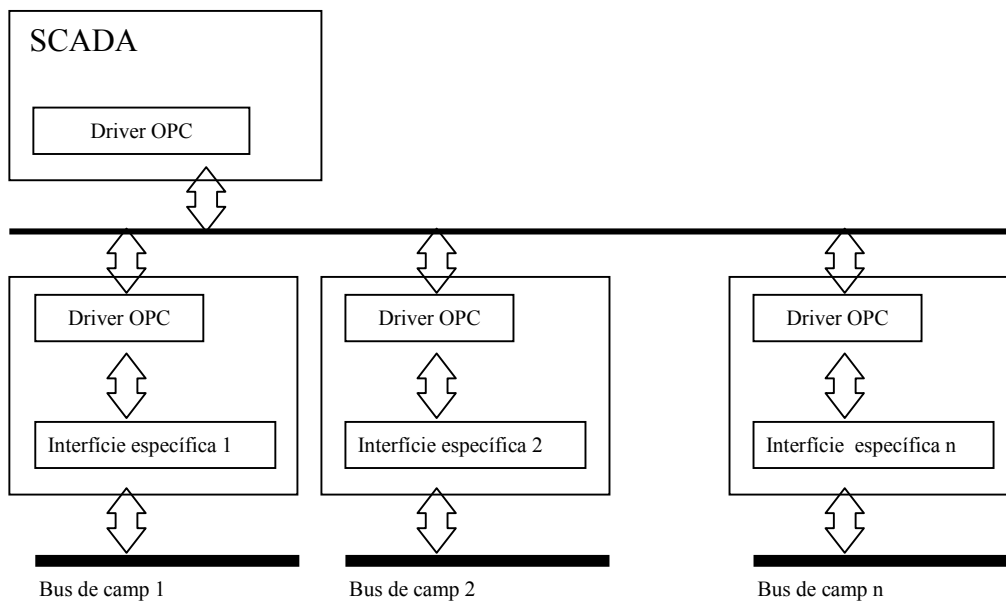 SCADA
Driver OPC
Driver OPC
Driver OPC
Driver OPC
Interfície específica 1
Interfície específica 2
Interfície específica n
Bus de camp 1
Bus de camp 2
Bus de camp n